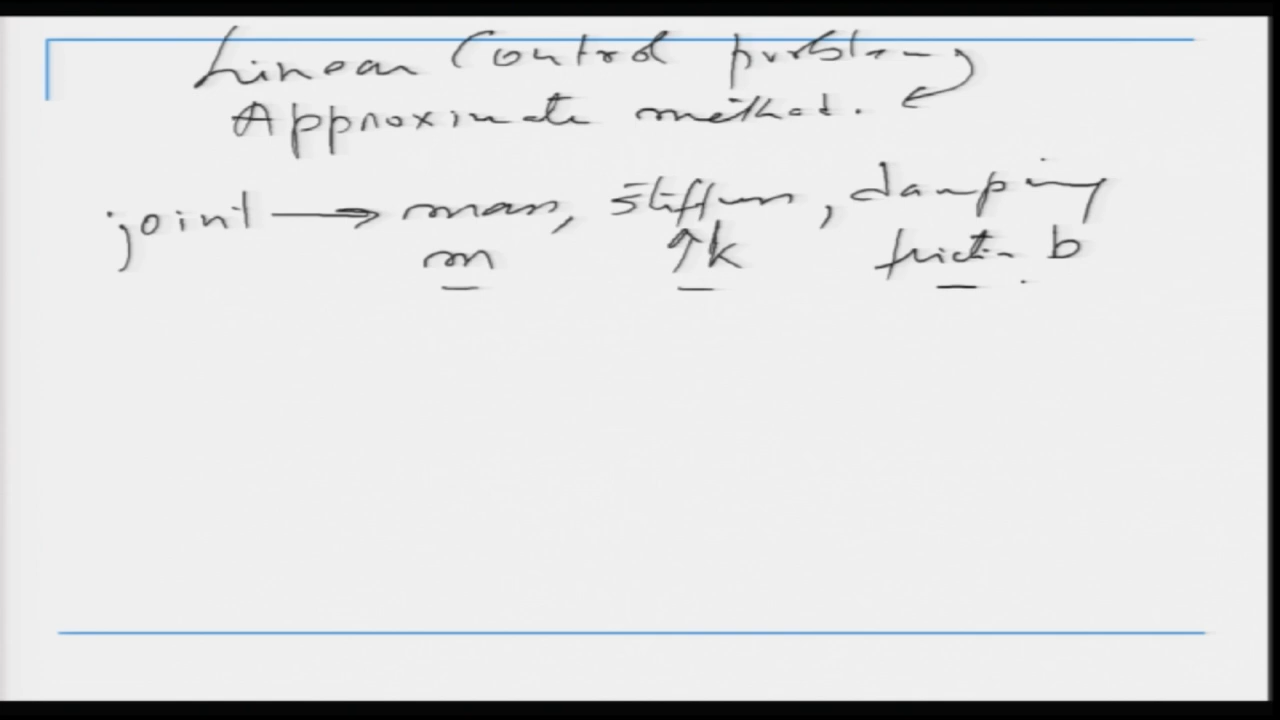 Linear Control problem
Approximate method.
joint → mass, stiffness, damping
m ↑k friction b